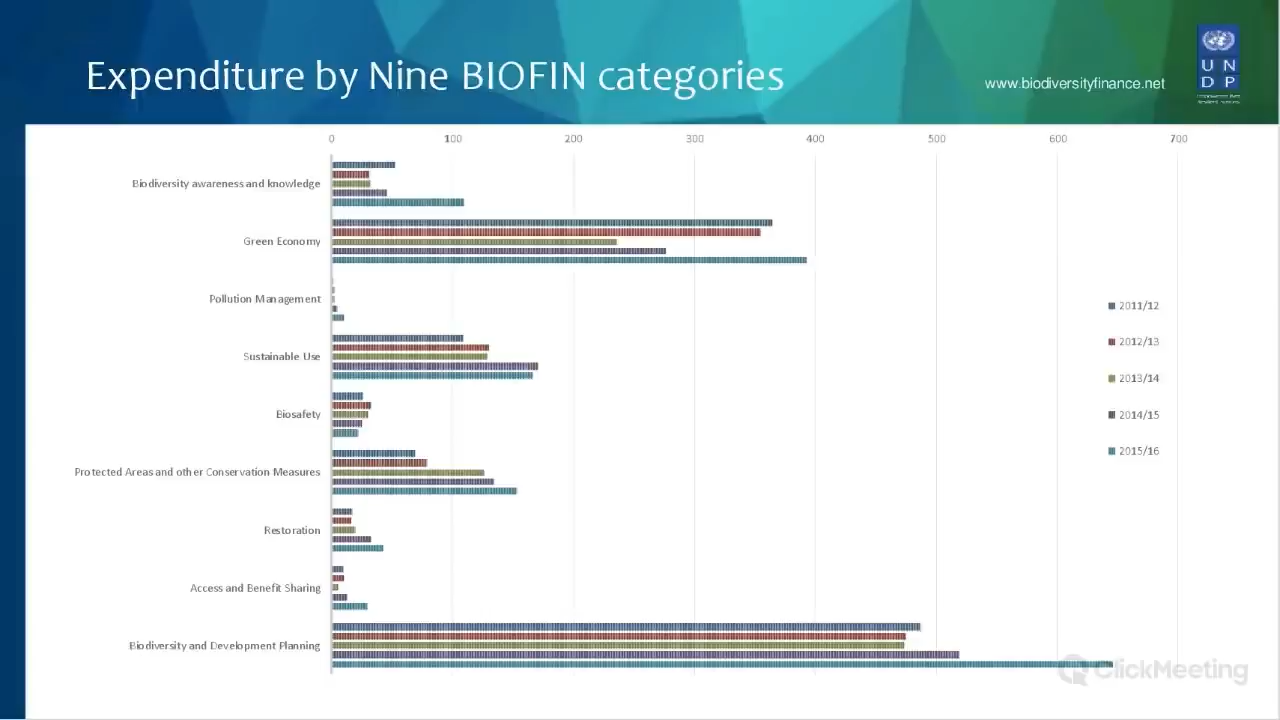 Expenditure by Nine BIOFIN categories
www.biodiversityfinance.net
U N
D P
0 100 200 300 400 500 600 700
Biodiversity awareness and knowledge
Green Economy
Pollution Management
Sustainable Use
Biosafety
Protected Areas and other Conservation Measures
Restoration
Access and Benefit Sharing
Biodiversity and Development Planning
2011/12
2012/13
2013/14
2014/15
2015/16
ClickMeeting